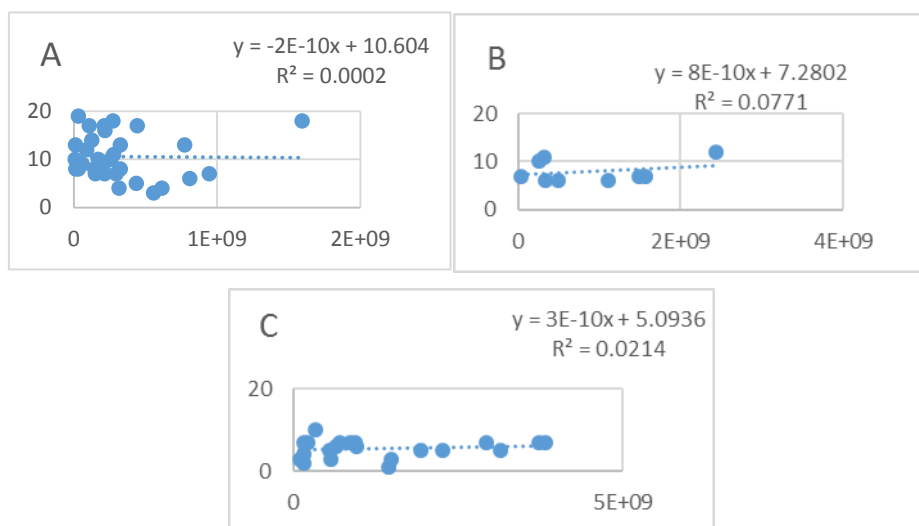 A
y = -2E-10x + 10.604
R² = 0.0002
20
10
0
0 1E+09 2E+09
B
y = 8E-10x + 7.2802
R² = 0.0771
20
10
0
0 2E+09 4E+09
C
y = 3E-10x + 5.0936
R² = 0.0214
20
0
0 5E+09